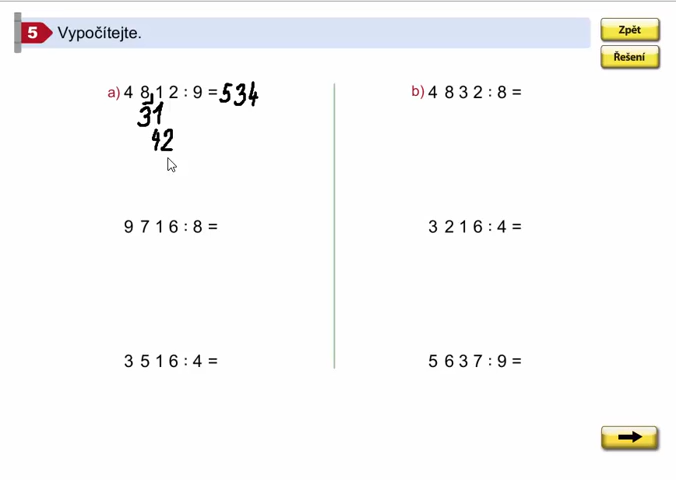 5 Vypočítejte.
Zpět
Řešení
a) 4 8 1 2 : 9 = 534
31
42
b) 4 8 3 2 : 8 =
9 7 1 6 : 8 =
3 2 1 6 : 4 =
3 5 1 6 : 4 =
5 6 3 7 : 9 =